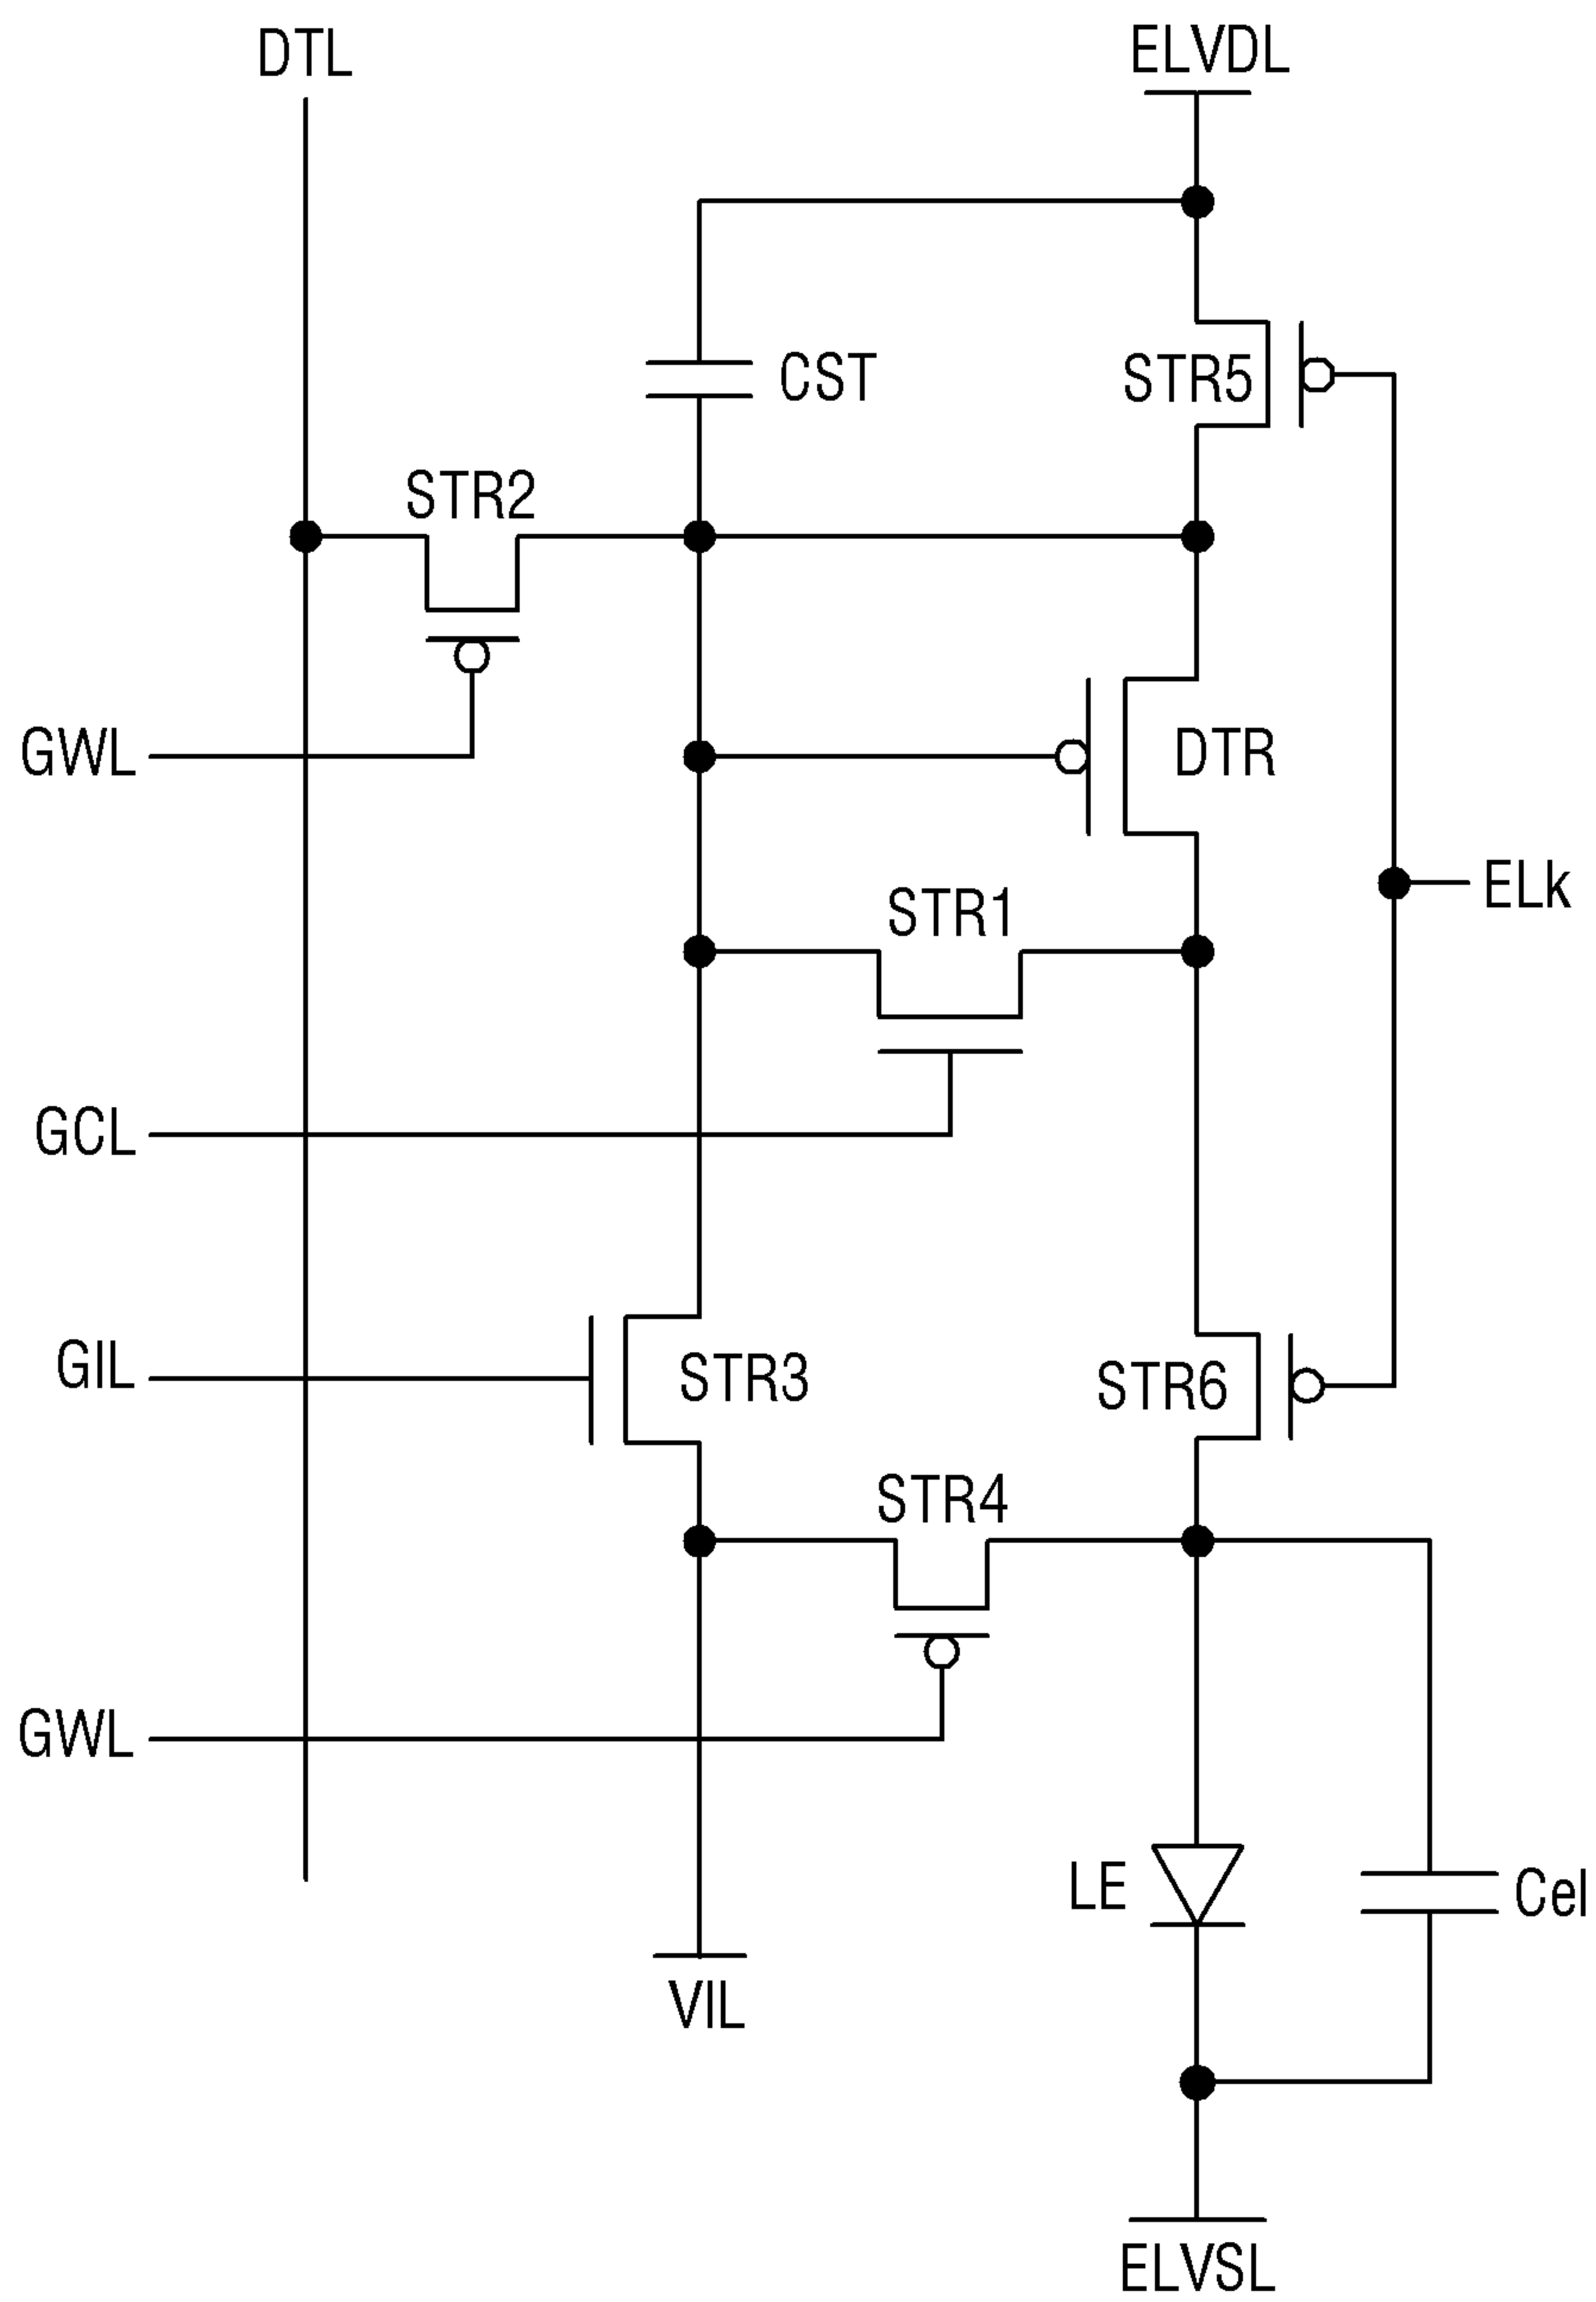 DTL
ELVDL
CST
STR5
STR2
GWL
DTR
ELk
STR1
GCL
GIL
STR3
STR6
STR4
GWL
LE
Cel
VIL
ELVSL